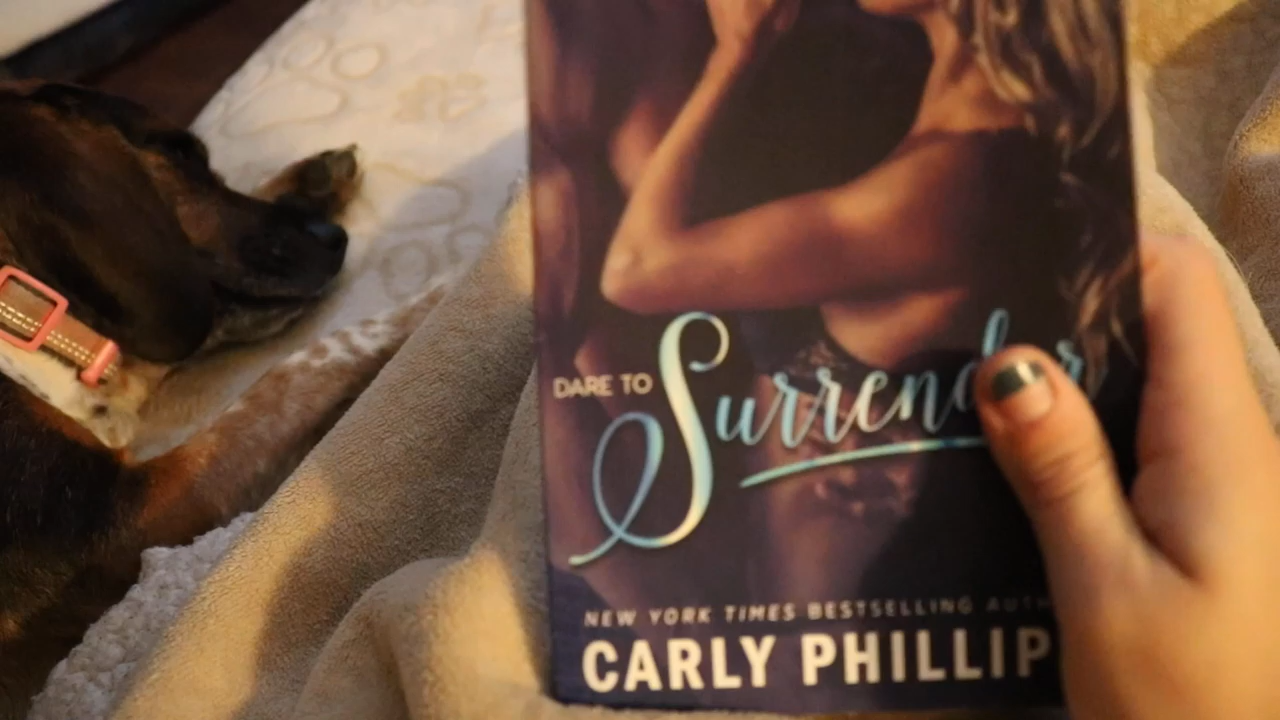 DARE TO Surrender
NEW YORK TIMES BESTSELLING AUTH
CARLY PHILLIP